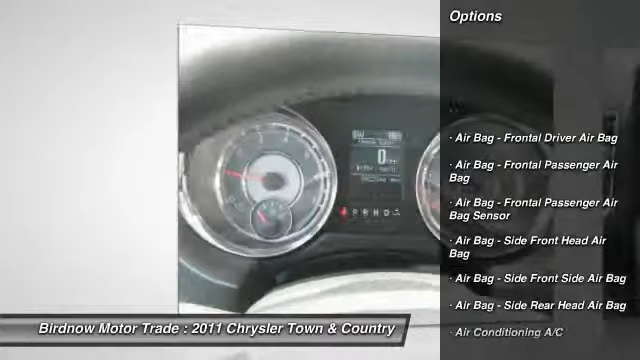 Options
· Air Bag - Frontal Driver Air Bag
· Air Bag - Frontal Passenger Air
Bag
· Air Bag - Frontal Passenger Air
Bag Sensor
· Air Bag - Side Front Head Air
Bag
· Air Bag - Side Front Side Air Bag
· Air Bag - Side Rear Head Air Bag
· Air Conditioning A/C
0
P R N D
Birdnow Motor Trade : 2011 Chrysler Town & Country